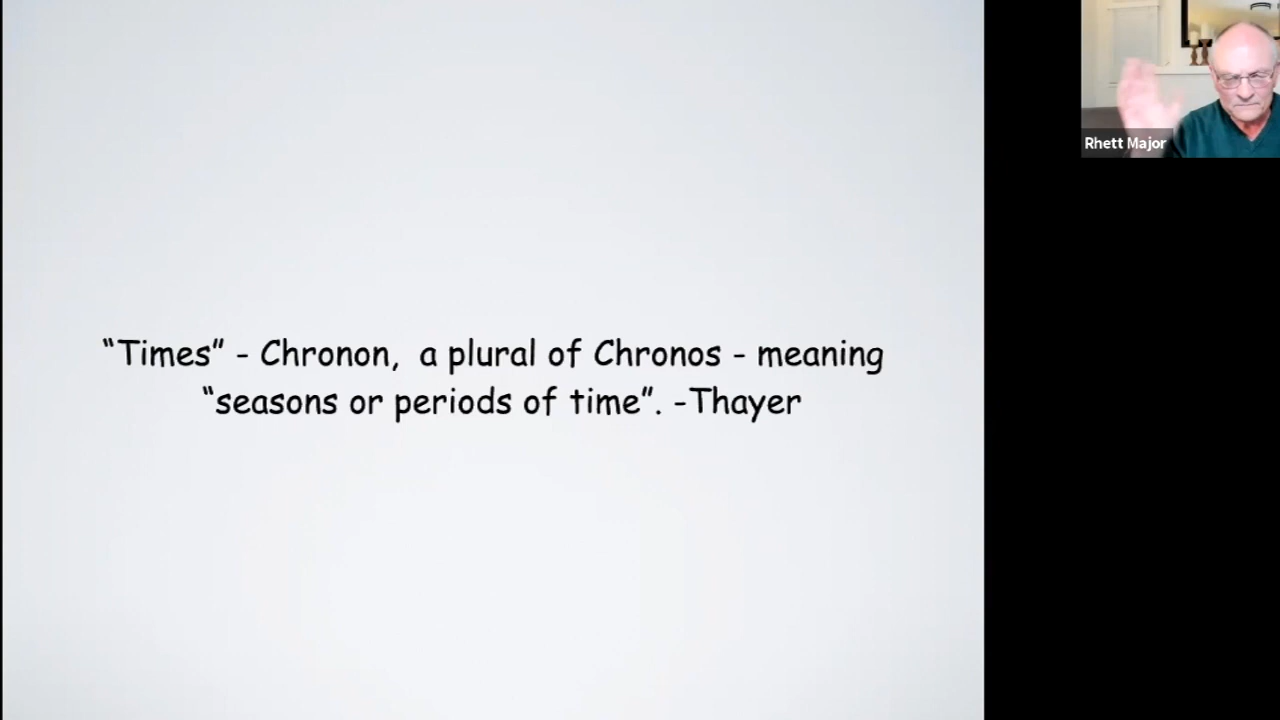 “Times” - Chronon,  a plural of Chronos - meaning
“seasons or periods of time”. -Thayer
Rhett Major